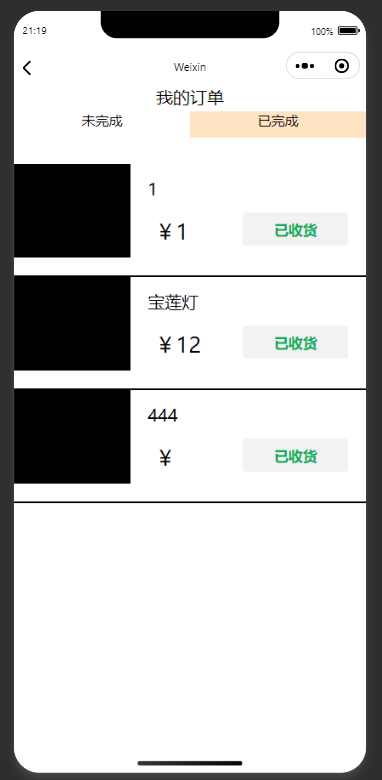 21:19
100%
Weixin
我的订单
未完成
已完成
1
￥1
已收货
宝莲灯
￥12
已收货
444
￥
已收货